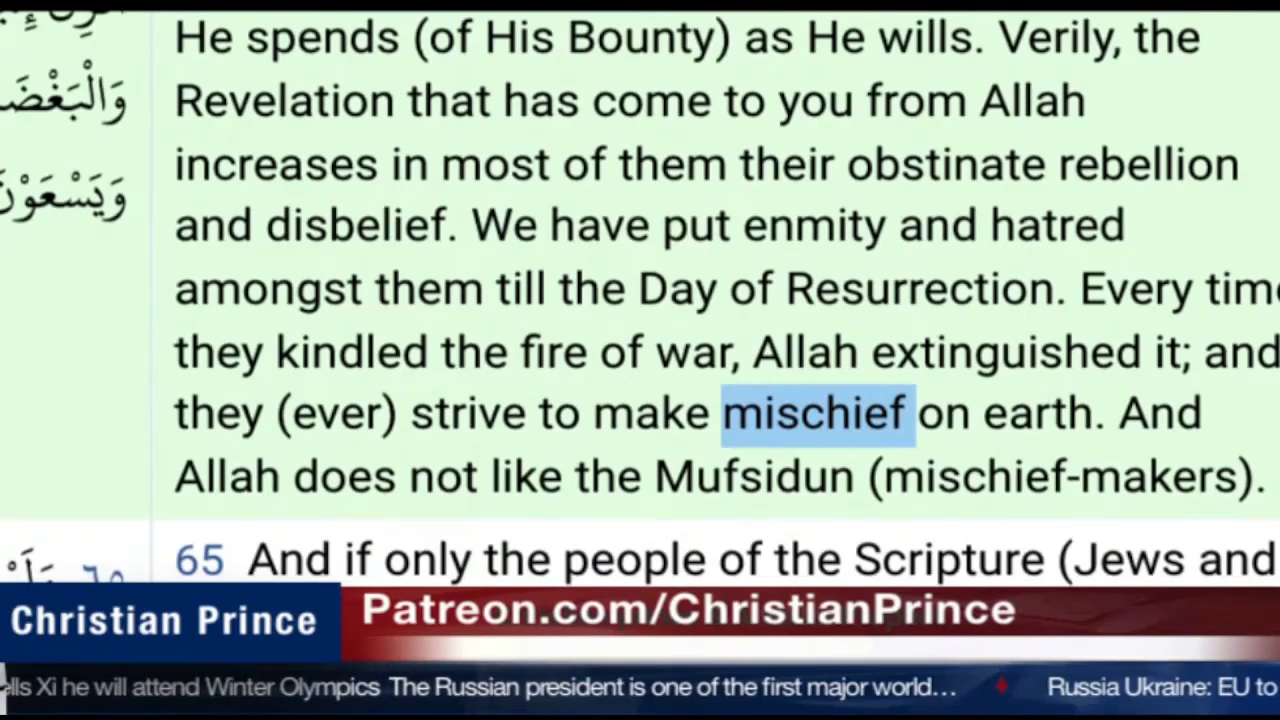 He spends (of His Bounty) as He wills. Verily, the
وَالْبَغْضَ
Revelation that has come to you from Allah
increases in most of them their obstinate rebellion
وَيَسْعَوْنَ
and disbelief. We have put enmity and hatred
amongst them till the Day of Resurrection. Every time
they kindled the fire of war, Allah extinguished it; and
they (ever) strive to make mischief on earth. And
Allah does not like the Mufsidun (mischief-makers).
65 And if only the people of the Scripture (Jews and
٦٥
Christian Prince
Patreon.com/ChristianPrince
Xi he will attend Winter Olympics The Russian president is one of the first major world... Russia Ukraine: EU to